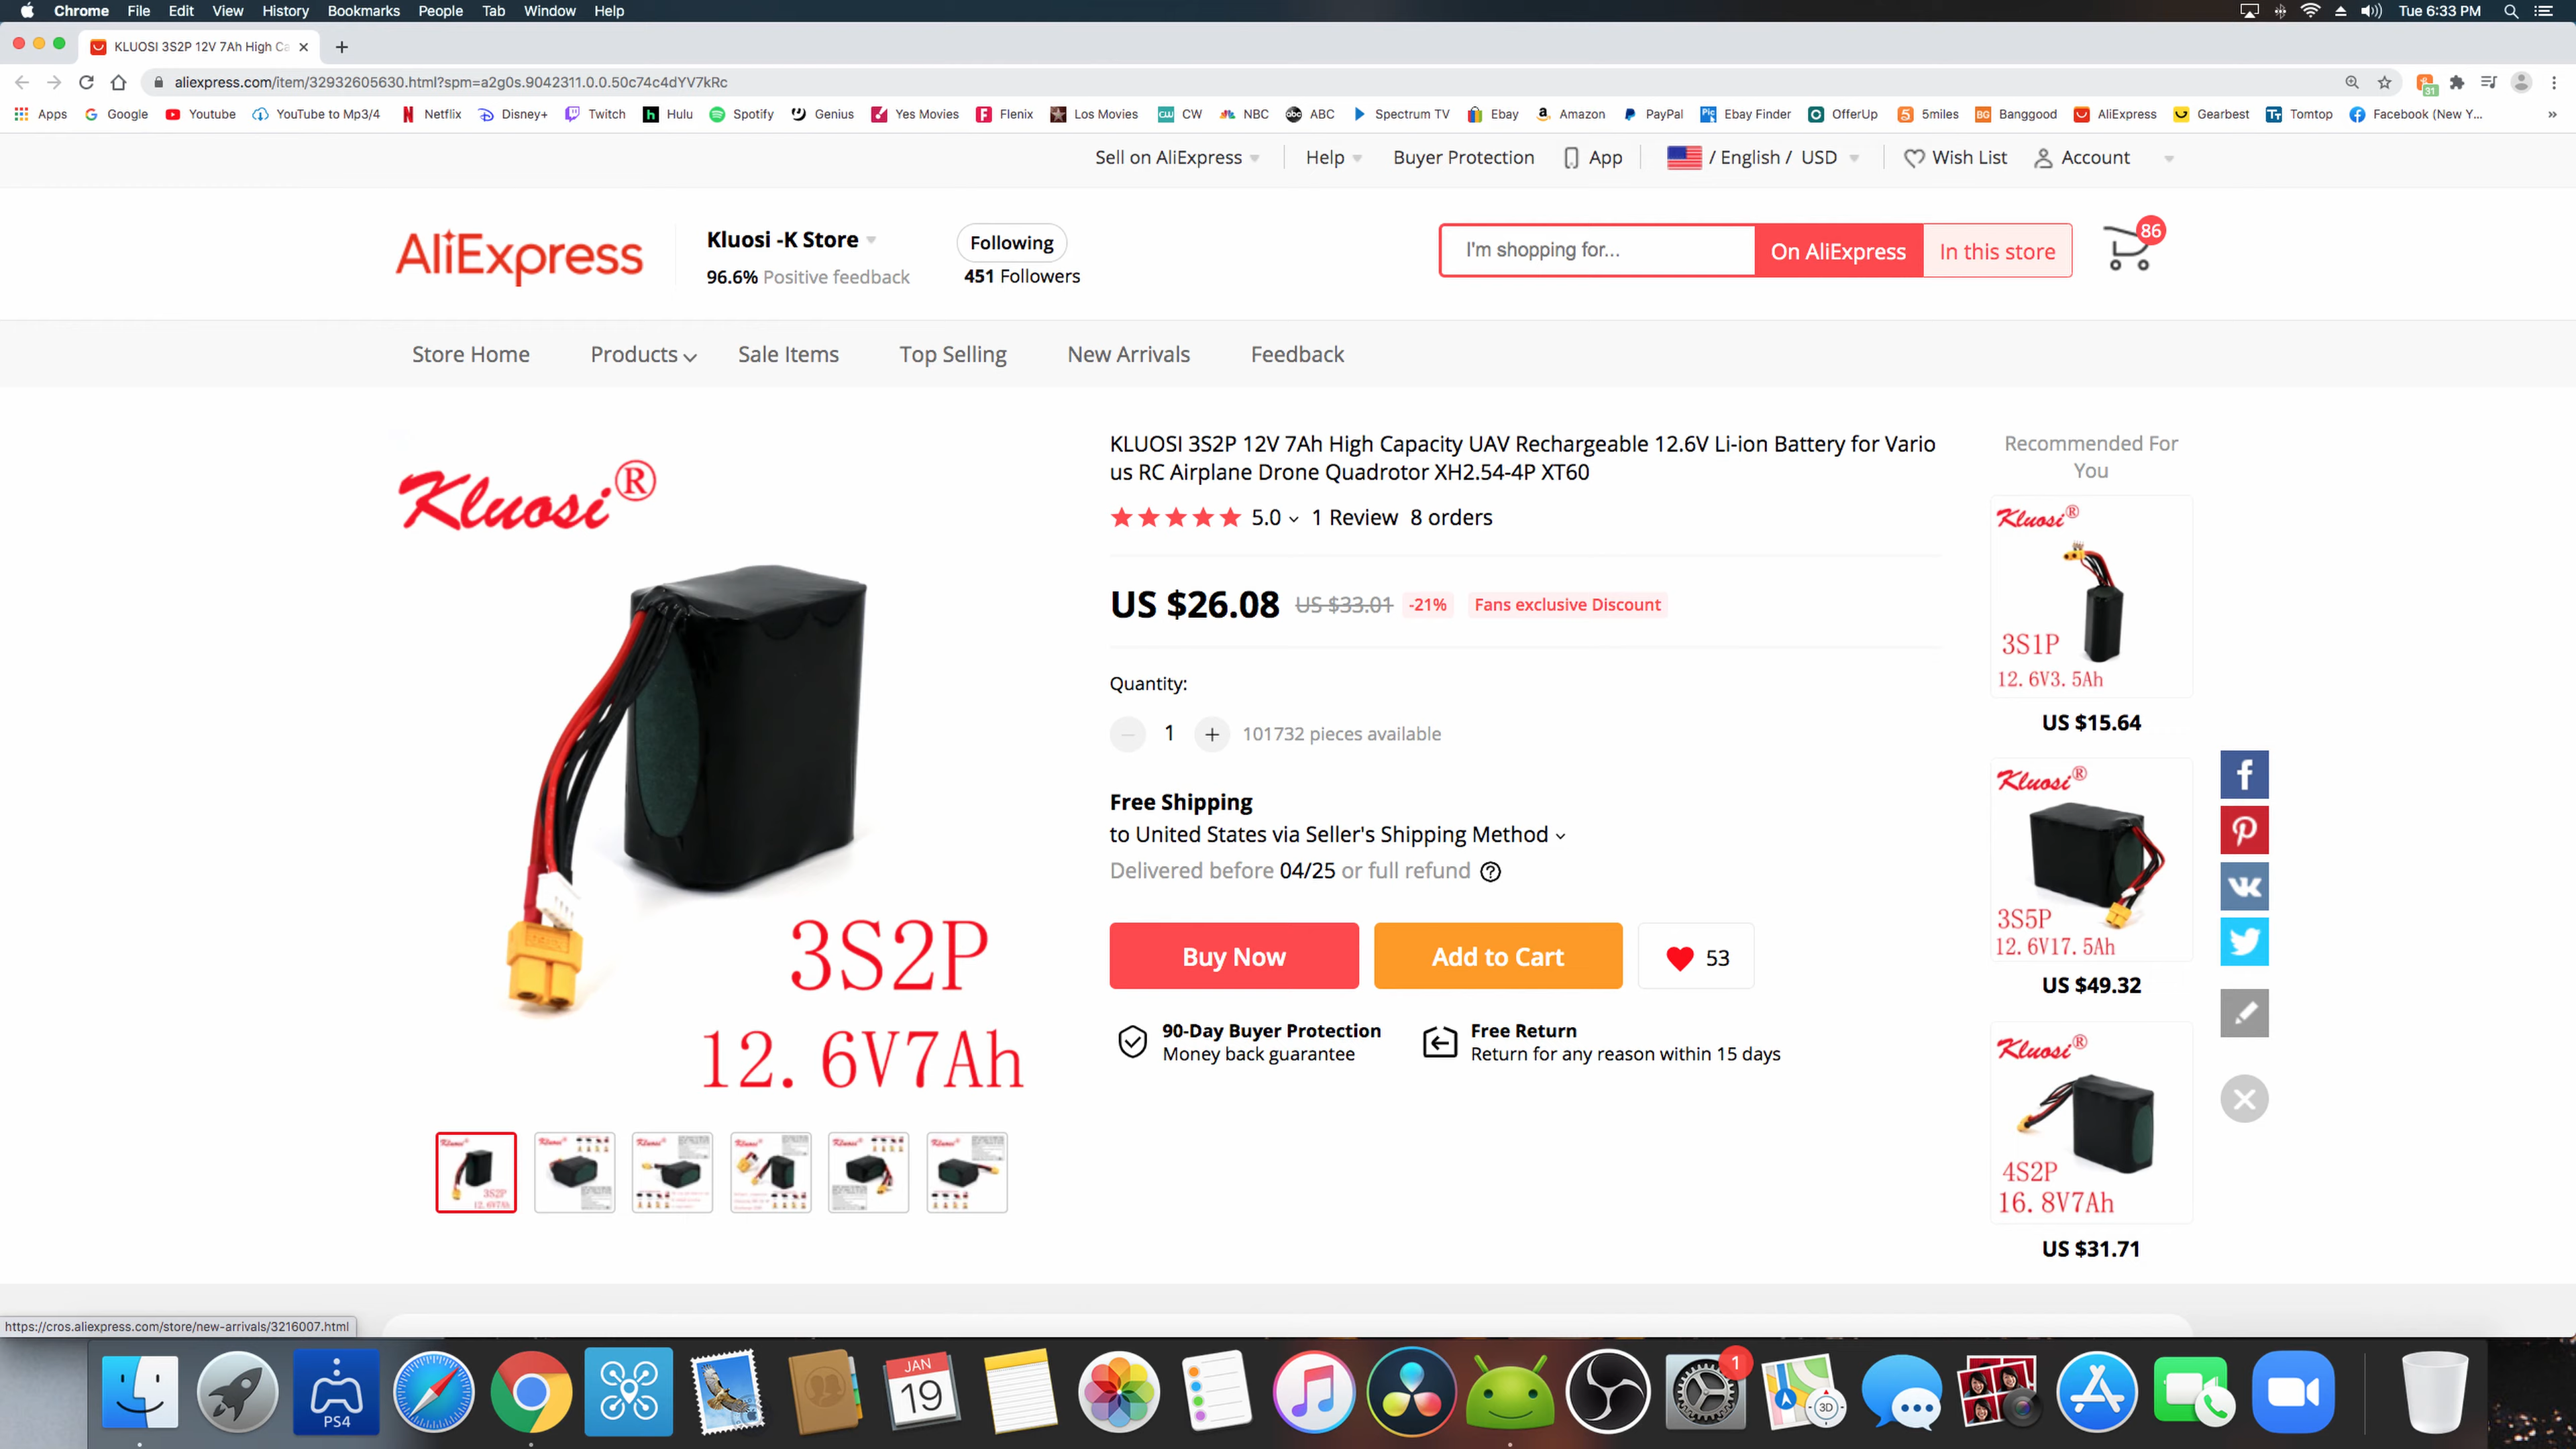 Chrome File Edit View History Bookmarks People Tab Window Help Tue 6:33 PM
KLUOSI 3S2P 12V 7Ah High Ca
aliexpress.com/item/32932605630.html?spm=a2g0s.9042311.0.0.50c74c4dYV7kRc
31
Apps Google Youtube YouTube to Mp3/4 Netflix Disney+ Twitch Hulu Spotify Genius Yes Movies Flenix Los Movies CW NBC ABC Spectrum TV Ebay Amazon PayPal Ebay Finder OfferUp 5miles Banggood AliExpress Gearbest Tomtop Facebook (New Y... »
Sell on AliExpress Help Buyer Protection App / English / USD Wish List Account
AliExpress
Kluosi -K Store
96.6% Positive feedback
Following
451 Followers
I'm shopping for... On AliExpress In this store
86
Store Home Products Sale Items Top Selling New Arrivals Feedback
Kluosi®
3S2P
12.6V7Ah
KLUOSI 3S2P 12V 7Ah High Capacity UAV Rechargeable 12.6V Li-ion Battery for Vario
us RC Airplane Drone Quadrotor XH2.54-4P XT60
5.0 1 Review 8 orders
US $26.08 US $33.01 -21% Fans exclusive Discount
Quantity:
1 + 101732 pieces available
Free Shipping
to United States via Seller's Shipping Method
Delivered before 04/25 or full refund
Buy Now Add to Cart 53
90-Day Buyer Protection
Money back guarantee
Free Return
Return for any reason within 15 days
Recommended For
You
Kluosi®
3S1P
12.6V3.5Ah
US $15.64
Kluosi®
3S5P
12.6V17.5Ah
US $49.32
Kluosi®
4S2P
16.8V7Ah
US $31.71
https://cros.aliexpress.com/store/new-arrivals/3216007.html
PS4
JAN
19
1
3D